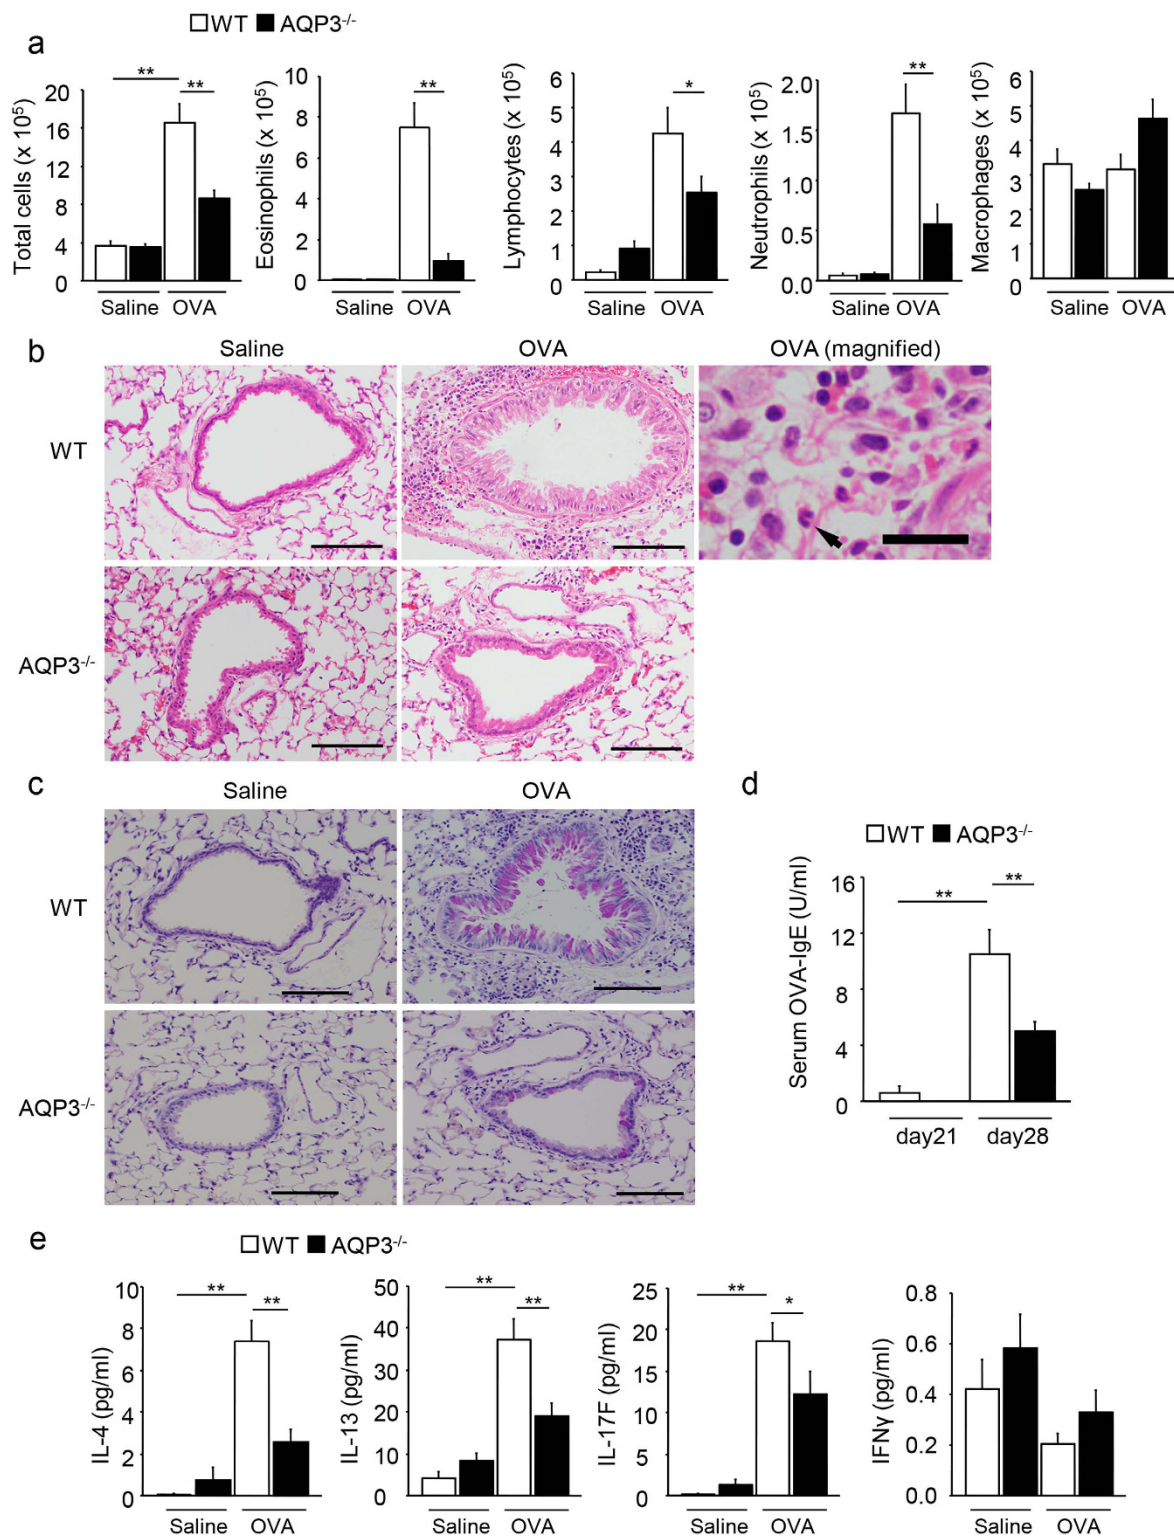 WT AQP3-/-
a
Total cells (x 10⁵)
20
16
12
8
4
0
Saline OVA
**
**
Eosinophils (x 10⁵)
10
8
6
4
2
0
Saline OVA
**
Lymphocytes (x 10⁵)
6
5
4
3
2
1
0
Saline OVA
*
Neutrophils (x 10⁵)
2.0
1.5
1.0
0.5
0.0
Saline OVA
**
Macrophages (x 10⁵)
6
5
4
3
2
1
0
Saline OVA
b
Saline OVA OVA (magnified)
WT
AQP3-/-
c
Saline OVA
WT
AQP3-/-
d
WT AQP3-/-
Serum OVA-IgE (U/ml)
16
12
8
4
0
day21 day28
**
**
e
WT AQP3-/-
IL-4 (pg/ml)
10
8
6
4
2
0
Saline OVA
**
**
IL-13 (pg/ml)
50
40
30
20
10
0
Saline OVA
**
**
IL-17F (pg/ml)
25
20
15
10
5
0
Saline OVA
**
*
IFNγ (pg/ml)
0.8
0.6
0.4
0.2
0.0
Saline OVA